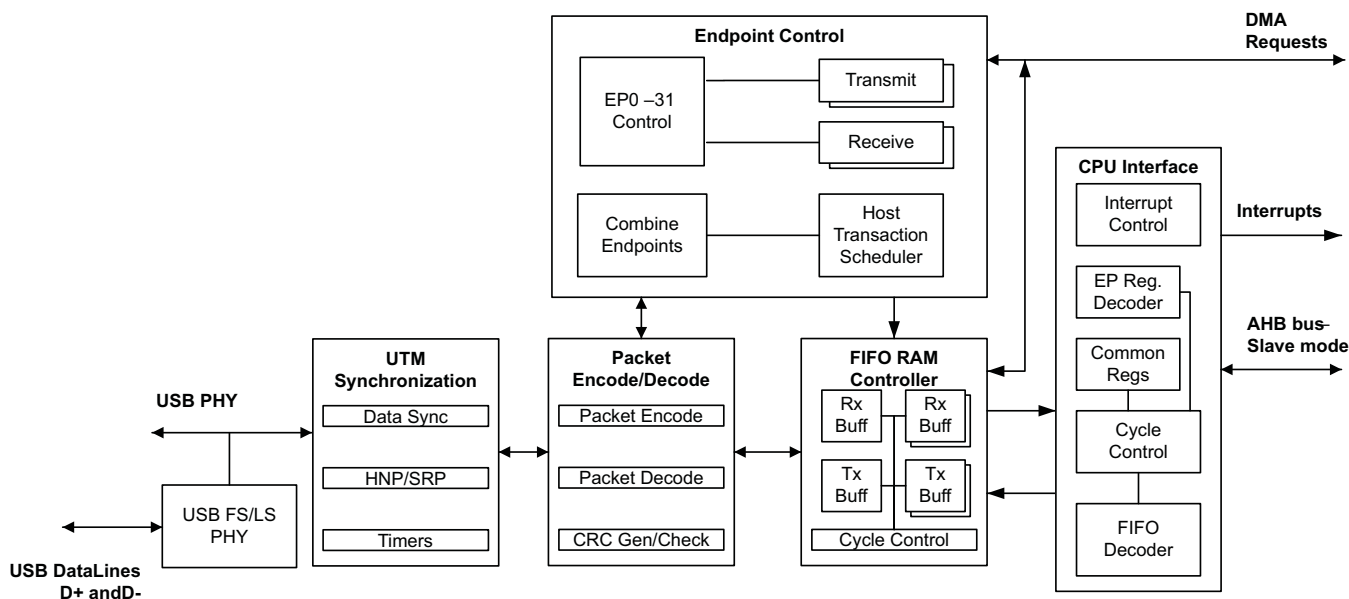 Endpoint Control
EP0 –31
Control
Transmit
Receive
Combine
Endpoints
Host
Transaction
Scheduler
DMA
Requests
CPU Interface
Interrupt
Control
EP Reg.
Decoder
Common
Regs
Cycle
Control
FIFO
Decoder
Interrupts
AHB bus–
Slave mode
UTM
Synchronization
Data Sync
HNP/SRP
Timers
Packet
Encode/Decode
Packet Encode
Packet Decode
CRC Gen/Check
FIFO RAM
Controller
Rx
Buff
Rx
Buff
Tx
Buff
Tx
Buff
Cycle Control
USB PHY
USB FS/LS
PHY
USB DataLines
D+ andD-